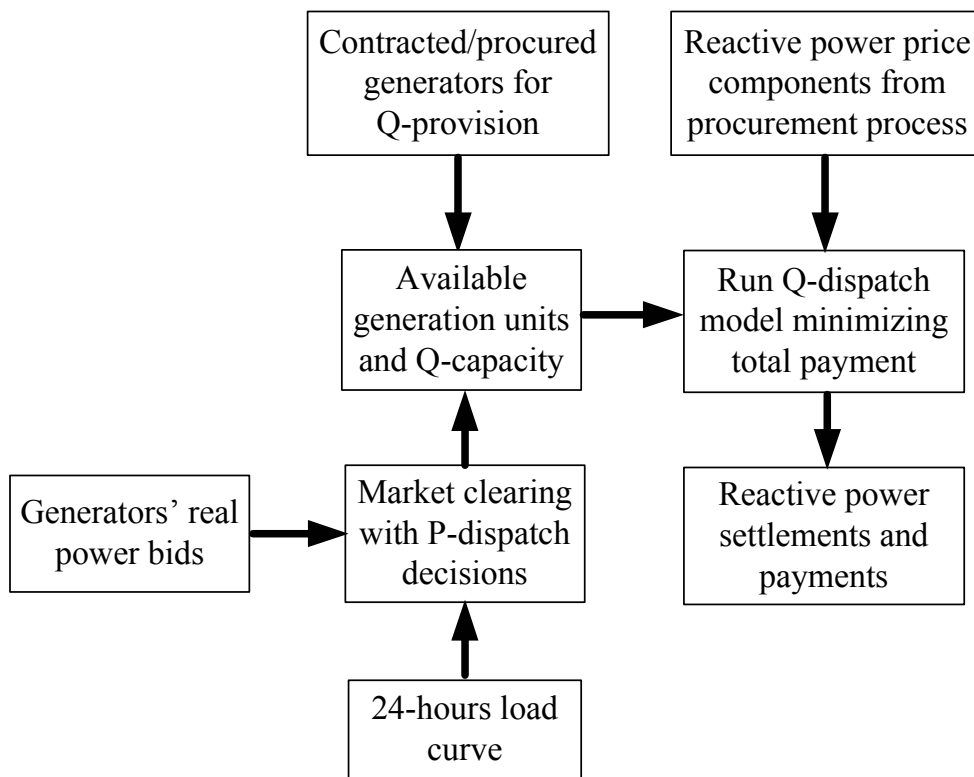 Contracted/procured
generators for
Q-provision
Reactive power price
components from
procurement process
Available
generation units
and Q-capacity
Run Q-dispatch
model minimizing
total payment
Generators’ real
power bids
Market clearing
with P-dispatch
decisions
Reactive power
settlements and
payments
24-hours load
curve